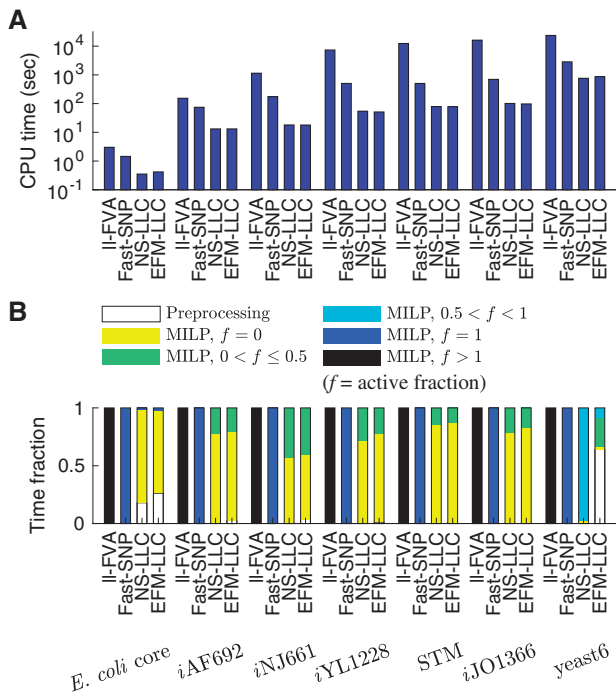 A
CPU time (sec)
10^4
10^3
10^2
10^1
10^0
10^-1
ll-FVA Fast-SNP NS-LLC EFM-LLC ll-FVA Fast-SNP NS-LLC EFM-LLC ll-FVA Fast-SNP NS-LLC EFM-LLC ll-FVA Fast-SNP NS-LLC EFM-LLC ll-FVA Fast-SNP NS-LLC EFM-LLC ll-FVA Fast-SNP NS-LLC EFM-LLC ll-FVA Fast-SNP NS-LLC EFM-LLC
B
Preprocessing
MILP, f = 0
MILP, 0 < f ≤ 0.5
MILP, 0.5 < f < 1
MILP, f = 1
MILP, f > 1
(f = active fraction)
Time fraction
1
0.5
0
ll-FVA Fast-SNP NS-LLC EFM-LLC ll-FVA Fast-SNP NS-LLC EFM-LLC ll-FVA Fast-SNP NS-LLC EFM-LLC ll-FVA Fast-SNP NS-LLC EFM-LLC ll-FVA Fast-SNP NS-LLC EFM-LLC ll-FVA Fast-SNP NS-LLC EFM-LLC ll-FVA Fast-SNP NS-LLC EFM-LLC
E. coli core iAF692 iNJ661 iYL1228 STM iJO1366 yeast6